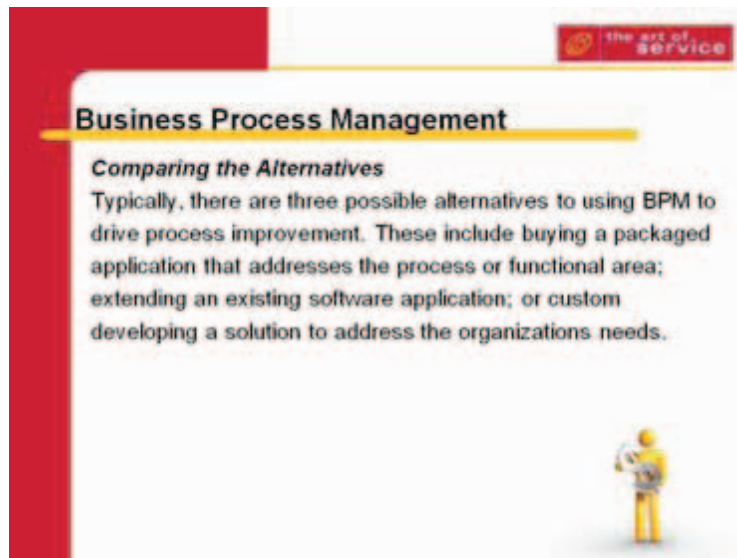 the art of
service
Business Process Management
Comparing the Alternatives
Typically, there are three possible alternatives to using BPM to
drive process improvement. These include buying a packaged
application that addresses the process or functional area;
extending an existing software application; or custom
developing a solution to address the organizations needs.